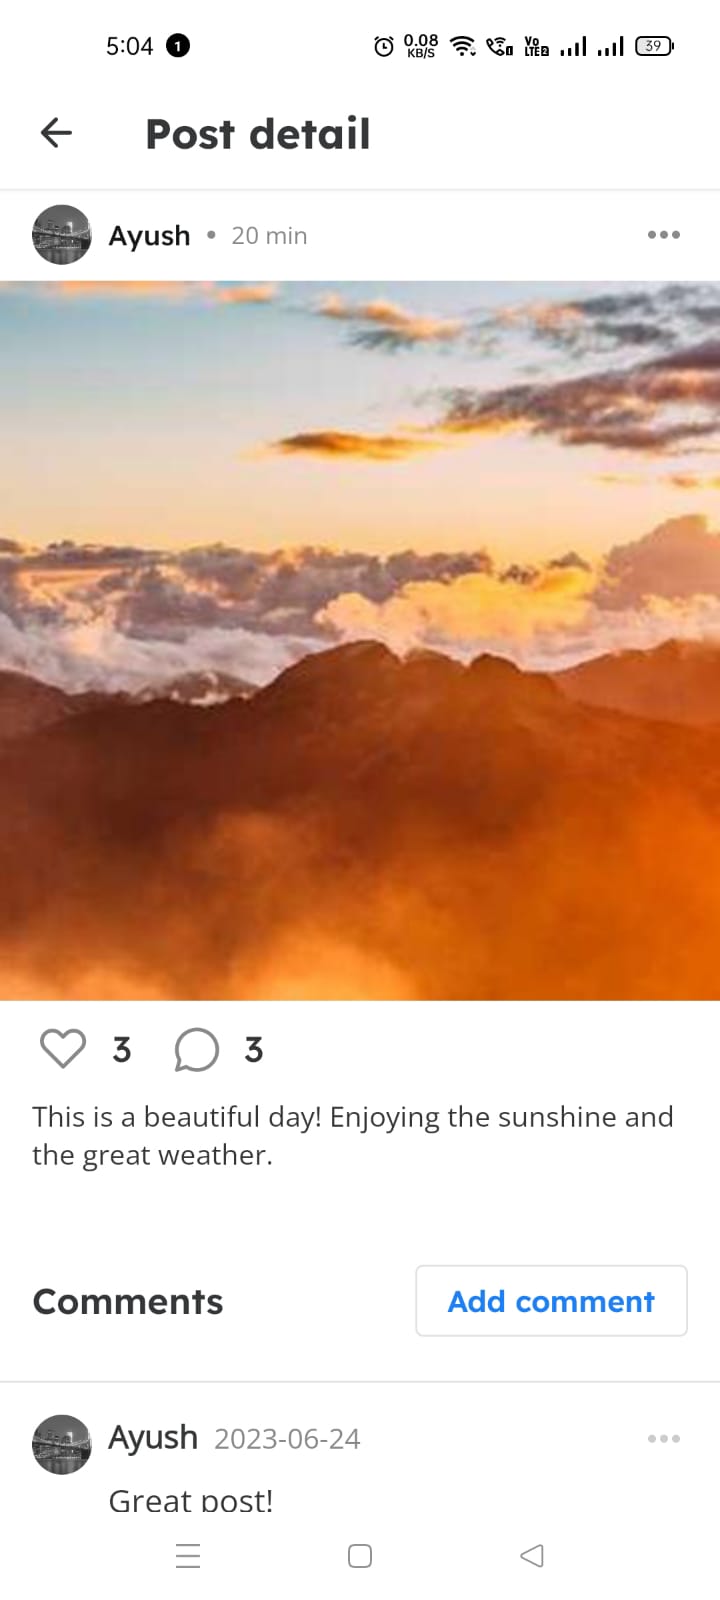 5:04 1 0.08 KB/S Vo LTE2 39
Post detail
Ayush • 20 min
3 3
This is a beautiful day! Enjoying the sunshine and
the great weather.
Comments Add comment
Ayush 2023-06-24
Great post!